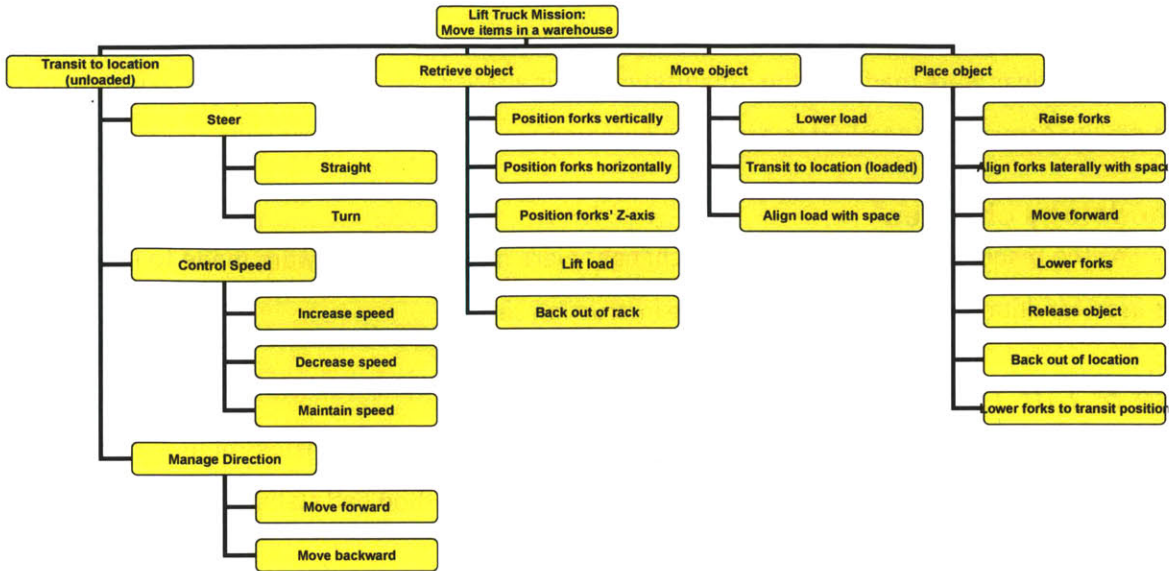 Lift Truck Mission:
Move items in a warehouse
Transit to location
(unloaded)
Steer
Straight
Turn
Control Speed
Increase speed
Decrease speed
Maintain speed
Manage Direction
Move forward
Move backward
Retrieve object
Position forks vertically
Position forks horizontally
Position forks' Z-axis
Lift load
Back out of rack
Move object
Lower load
Transit to location (loaded)
Align load with space
Place object
Raise forks
Align forks laterally with space
Move forward
Lower forks
Release object
Back out of location
Lower forks to transit position